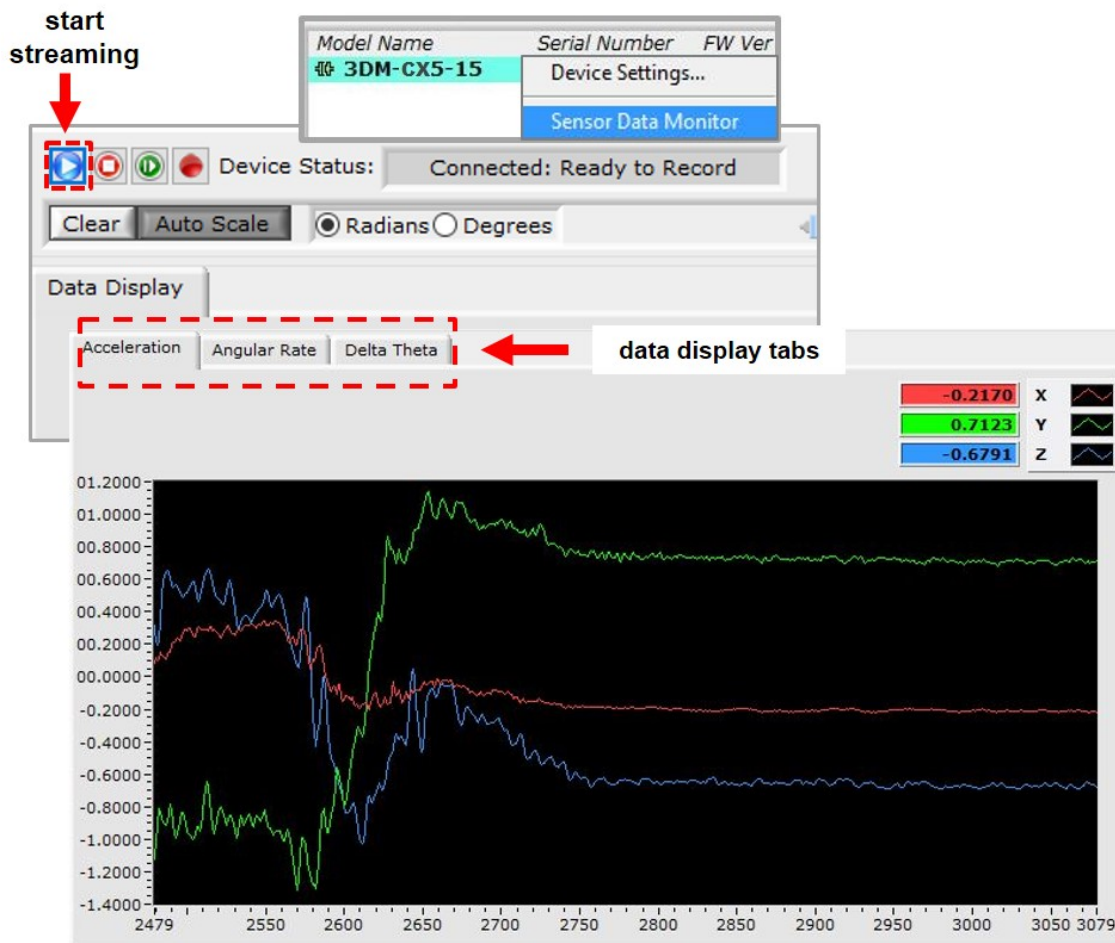 start
streaming
Model Name Serial Number FW Ver
3DM-CX5-15
Device Settings...
Sensor Data Monitor
Device Status: Connected: Ready to Record
Clear Auto Scale Radians Degrees
Data Display
Acceleration Angular Rate Delta Theta
data display tabs
-0.2170 X
0.7123 Y
-0.6791 Z
01.2000
01.0000
00.8000
00.6000
00.4000
00.2000
00.0000
-0.2000
-0.4000
-0.6000
-0.8000
-1.0000
-1.2000
-1.4000
2479 2550 2600 2650 2700 2750 2800 2850 2900 2950 3000 3050 3079